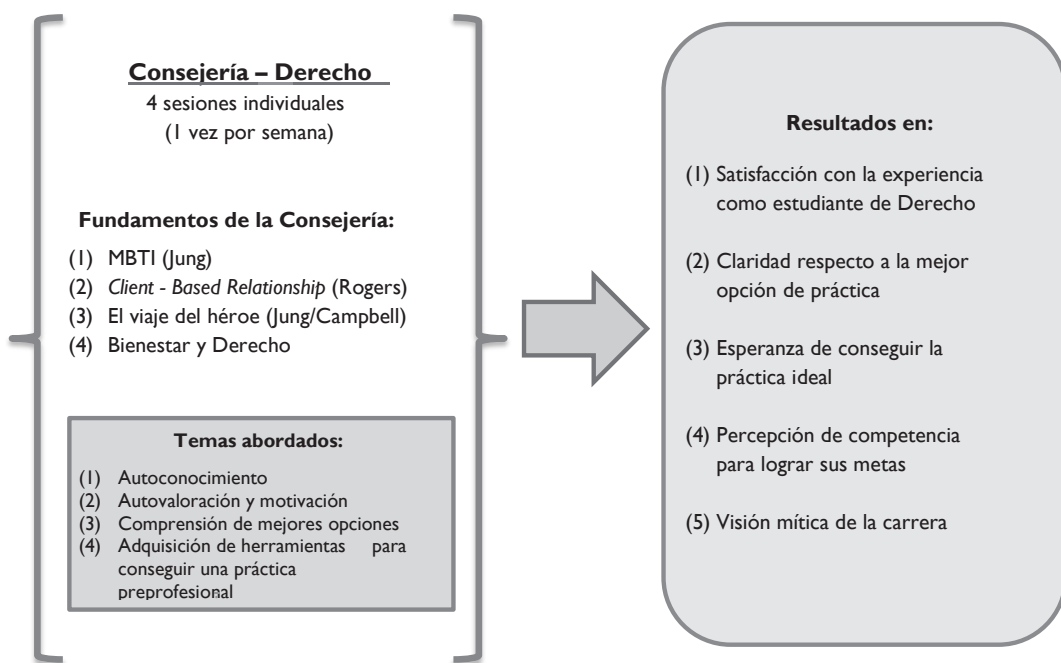 Consejería – Derecho
4 sesiones individuales
(1 vez por semana)
Fundamentos de la Consejería:
(1) MBTI (Jung)
(2) Client - Based Relationship (Rogers)
(3) El viaje del héroe (Jung/Campbell)
(4) Bienestar y Derecho
Temas abordados:
(1) Autoconocimiento
(2) Autovaloración y motivación
(3) Comprensión de mejores opciones
(4) Adquisición de herramientas para
conseguir una práctica
preprofesional
Resultados en:
(1) Satisfacción con la experiencia
como estudiante de Derecho
(2) Claridad respecto a la mejor
opción de práctica
(3) Esperanza de conseguir la
práctica ideal
(4) Percepción de competencia
para lograr sus metas
(5) Visión mítica de la carrera